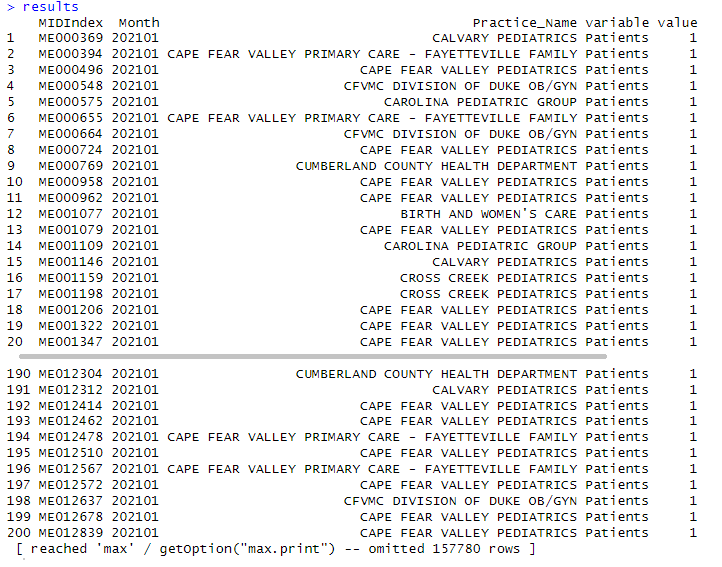 > results
MIDIndex Month Practice_Name variable value
1 ME000369 202101 CALVARY PEDIATRICS Patients 1
2 ME000394 202101 CAPE FEAR VALLEY PRIMARY CARE - FAYETTEVILLE FAMILY Patients 1
3 ME000496 202101 CAPE FEAR VALLEY PEDIATRICS Patients 1
4 ME000548 202101 CFVMC DIVISION OF DUKE OB/GYN Patients 1
5 ME000575 202101 CAROLINA PEDIATRIC GROUP Patients 1
6 ME000655 202101 CAPE FEAR VALLEY PRIMARY CARE - FAYETTEVILLE FAMILY Patients 1
7 ME000664 202101 CFVMC DIVISION OF DUKE OB/GYN Patients 1
8 ME000724 202101 CAPE FEAR VALLEY PEDIATRICS Patients 1
9 ME000769 202101 CUMBERLAND COUNTY HEALTH DEPARTMENT Patients 1
10 ME000958 202101 CAPE FEAR VALLEY PEDIATRICS Patients 1
11 ME000962 202101 CAPE FEAR VALLEY PEDIATRICS Patients 1
12 ME001077 202101 BIRTH AND WOMEN'S CARE Patients 1
13 ME001079 202101 CAPE FEAR VALLEY PEDIATRICS Patients 1
14 ME001109 202101 CAROLINA PEDIATRIC GROUP Patients 1
15 ME001146 202101 CALVARY PEDIATRICS Patients 1
16 ME001159 202101 CROSS CREEK PEDIATRICS Patients 1
17 ME001198 202101 CROSS CREEK PEDIATRICS Patients 1
18 ME001206 202101 CAPE FEAR VALLEY PEDIATRICS Patients 1
19 ME001322 202101 CAPE FEAR VALLEY PEDIATRICS Patients 1
20 ME001347 202101 CAPE FEAR VALLEY PEDIATRICS Patients 1
190 ME012304 202101 CUMBERLAND COUNTY HEALTH DEPARTMENT Patients 1
191 ME012312 202101 CALVARY PEDIATRICS Patients 1
192 ME012414 202101 CAPE FEAR VALLEY PEDIATRICS Patients 1
193 ME012462 202101 CAPE FEAR VALLEY PEDIATRICS Patients 1
194 ME012478 202101 CAPE FEAR VALLEY PRIMARY CARE - FAYETTEVILLE FAMILY Patients 1
195 ME012510 202101 CAPE FEAR VALLEY PEDIATRICS Patients 1
196 ME012567 202101 CAPE FEAR VALLEY PRIMARY CARE - FAYETTEVILLE FAMILY Patients 1
197 ME012572 202101 CAPE FEAR VALLEY PEDIATRICS Patients 1
198 ME012637 202101 CFVMC DIVISION OF DUKE OB/GYN Patients 1
199 ME012678 202101 CAPE FEAR VALLEY PEDIATRICS Patients 1
200 ME012839 202101 CAPE FEAR VALLEY PEDIATRICS Patients 1
[ reached 'max' / getOption("max.print") -- omitted 157780 rows ]